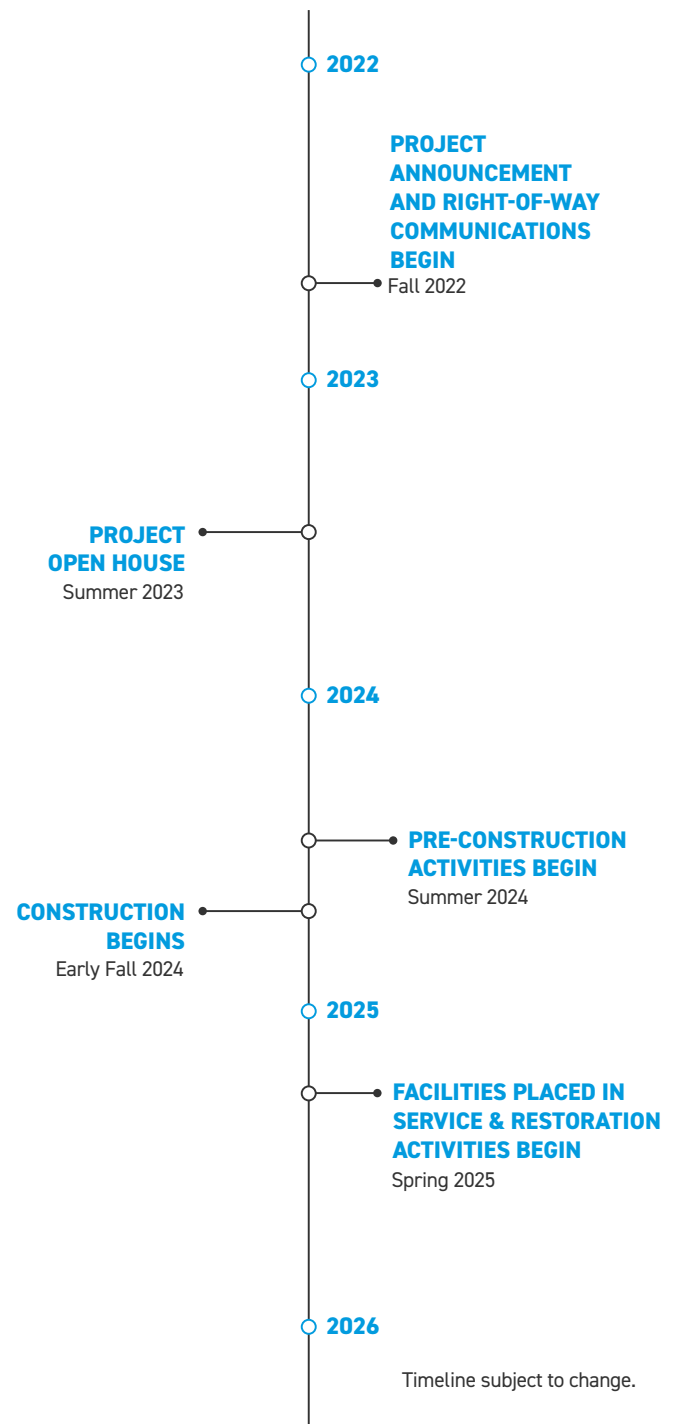 2022
PROJECT
ANNOUNCEMENT
AND RIGHT-OF-WAY
COMMUNICATIONS
BEGIN
Fall 2022
2023
PROJECT
OPEN HOUSE
Summer 2023
2024
PRE-CONSTRUCTION
ACTIVITIES BEGIN
Summer 2024
CONSTRUCTION
BEGINS
Early Fall 2024
2025
FACILITIES PLACED IN
SERVICE & RESTORATION
ACTIVITIES BEGIN
Spring 2025
2026
Timeline subject to change.